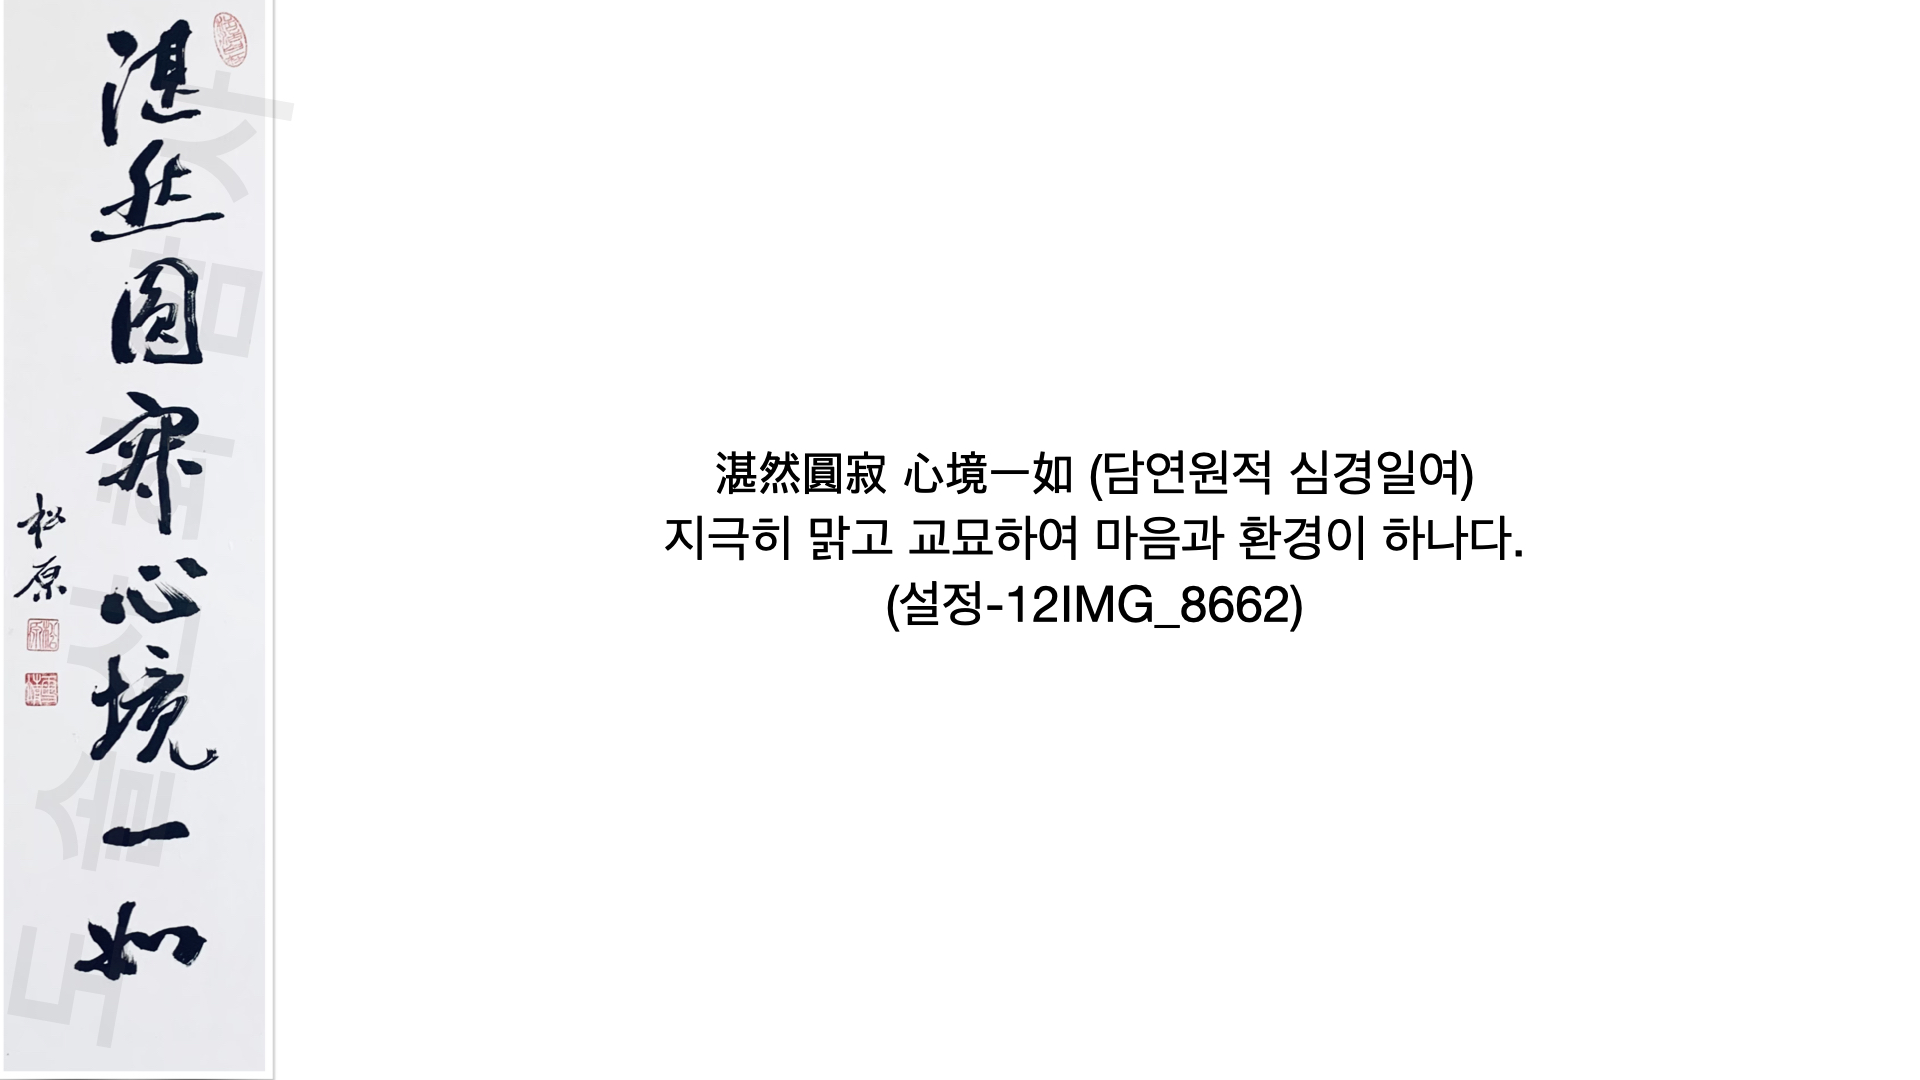 湛然圓寂心境一如
松原
湛然圓寂 心境一如 (담연원적 심경일여)
지극히 맑고 교묘하여 마음과 환경이 하나다.
(설정-12IMG_8662)